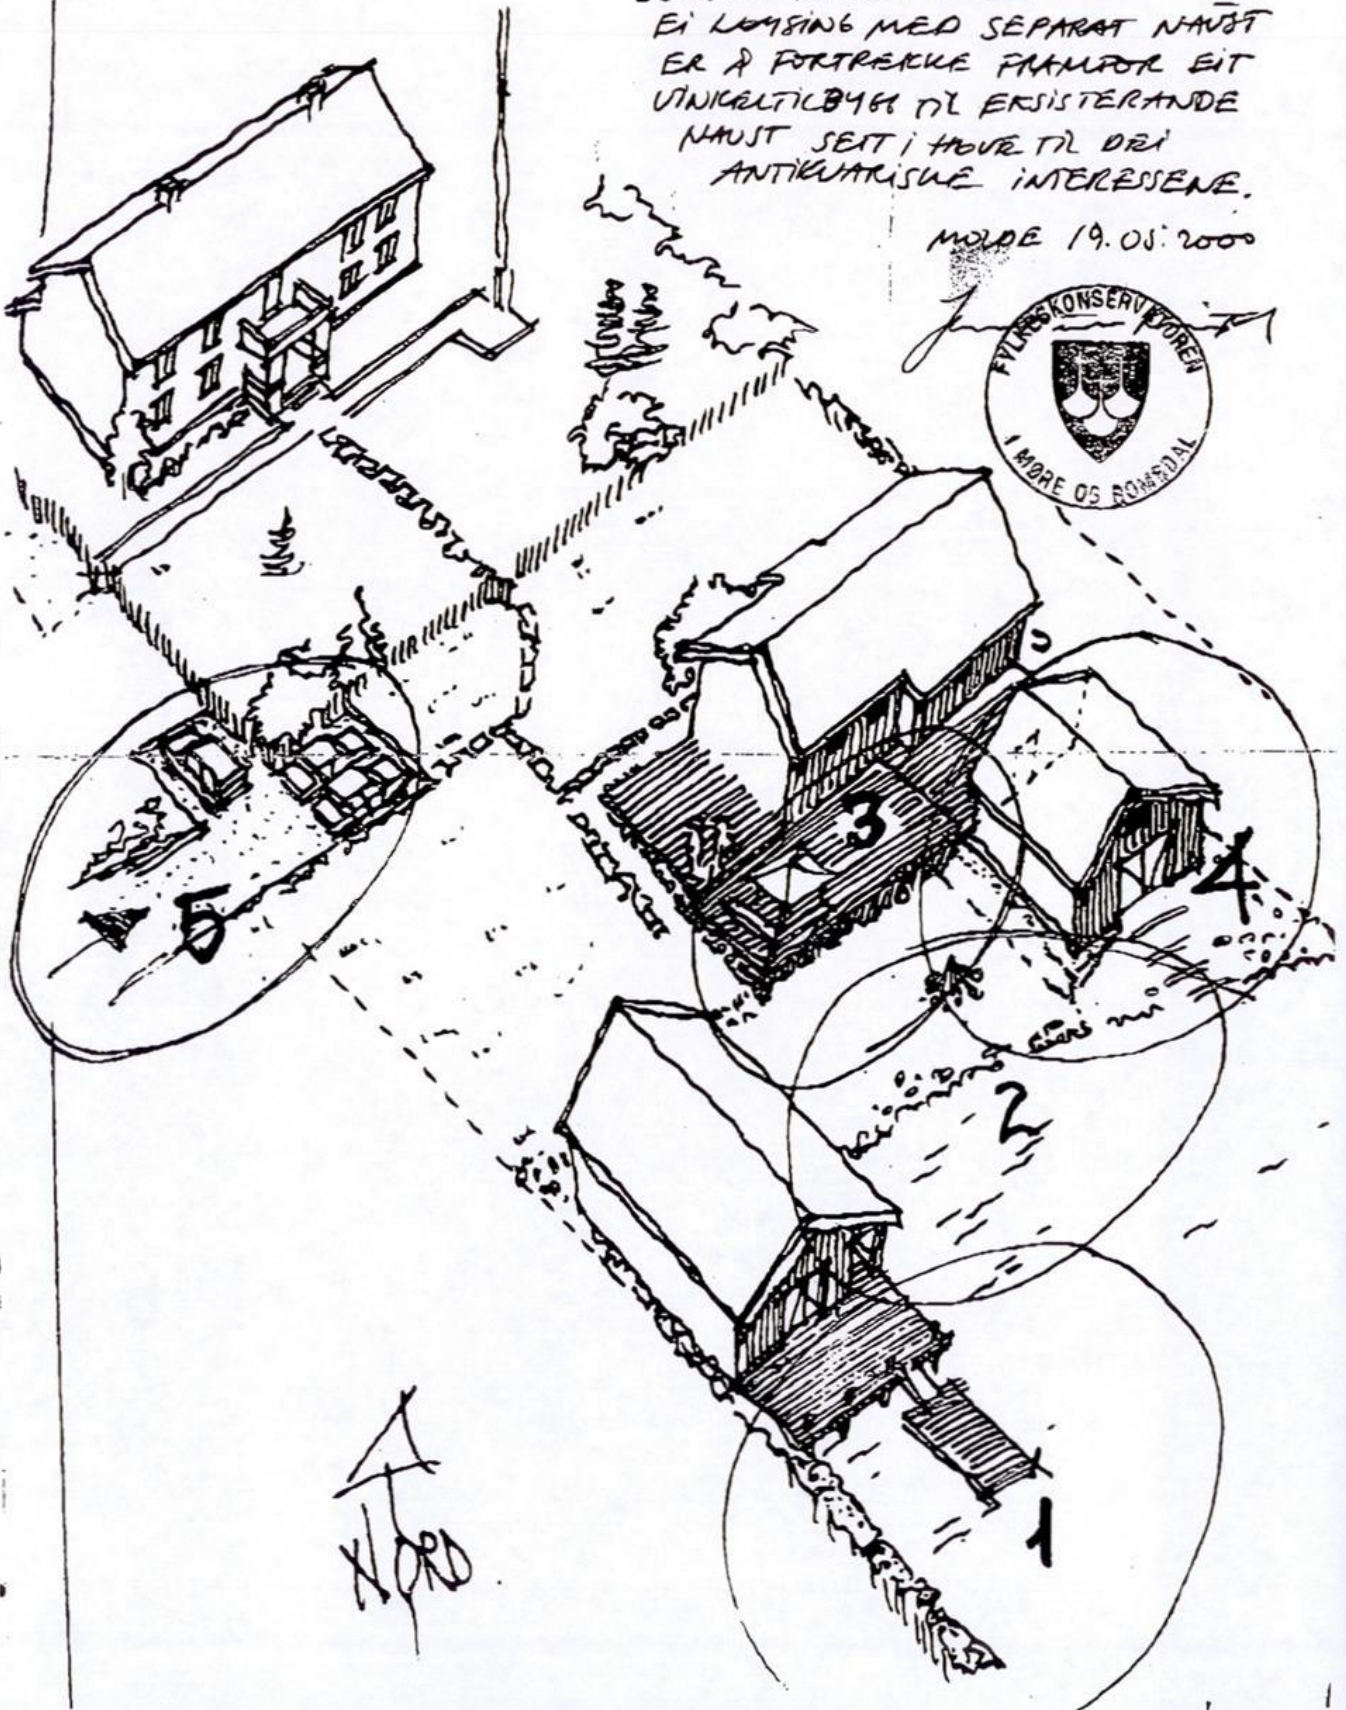 EI LØYSING MED SEPARAT NAUST
ER Å FORTREKKE FRAMFOR EIT
VINKELTILBYGG TIL EKSISTERANDE
NAUST SETT I HØVE TIL DEI
ANTIKVARISKE INTERESSENE.
MOLDE 19.05.2000
FYLKESKONSERVATOREN
I MØRE OG ROMSDAL
3
4
5
2
1
NORD